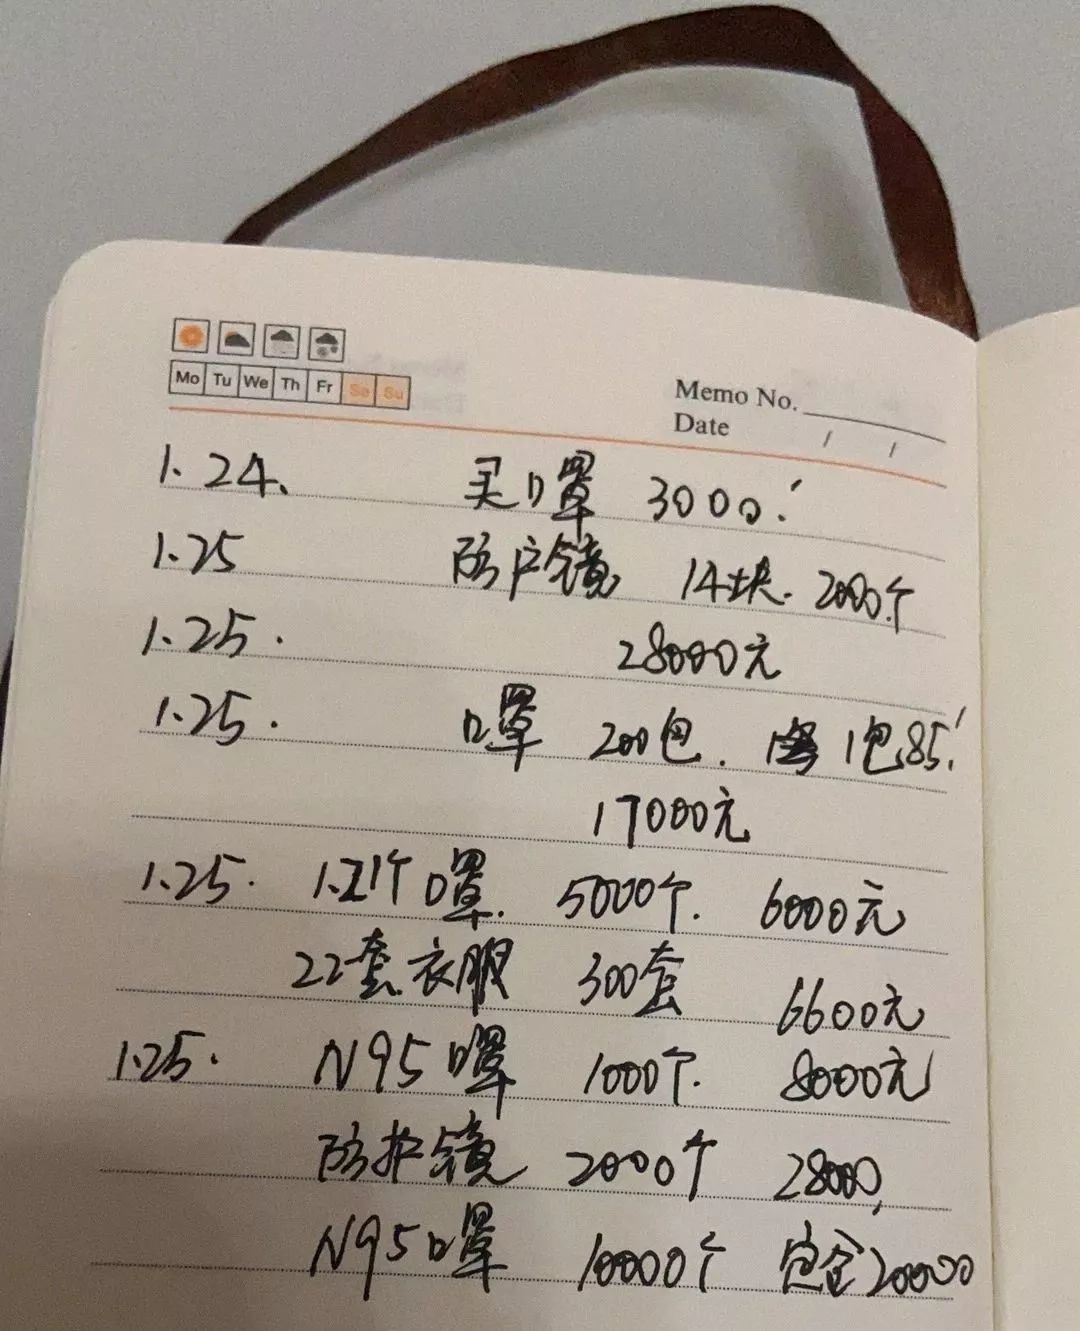 Mo Tu We Th Fr Sa Su
Memo No.
Date / /
1.24、 买口罩 3000.
1.25 防护镜 14块. 2000个
1.25. 28000元
1.25. 口罩 200包. 1包85.
17000元
1.25. 1.21个口罩. 5000个. 6000元
22套衣服 300套 6600元
1.25. N95口罩 1000个. 8000元
防护镜 2000个 28000,
N95口罩 10000个 定金20000